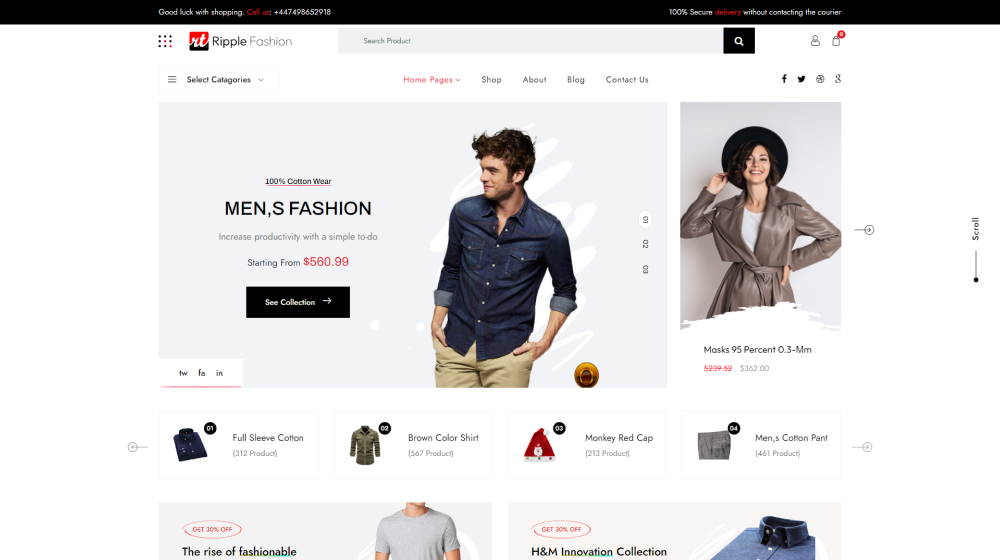 Good luck with shopping. Call us: +447498652918
100% Secure delivery without contacting the courier
rt Ripple Fashion
Search Product
0
Select Catagories
Home Pages
Shop
About
Blog
Contact Us
100% Cotton Wear
MEN,S FASHION
Increase productivity with a simple to-do
Starting From $560.99
See Collection
tw fa in
01
02
03
Masks 95 Percent 0.3-Mm
$239.52 $362.00
Scroll
01
Full Sleeve Cotton
(312 Product)
02
Brown Color Shirt
(567 Product)
03
Monkey Red Cap
(213 Product)
04
Men,s Cotton Pant
(461 Product)
GET 30% OFF
The rise of fashionable
GET 30% OFF
H&M Innovation Collection